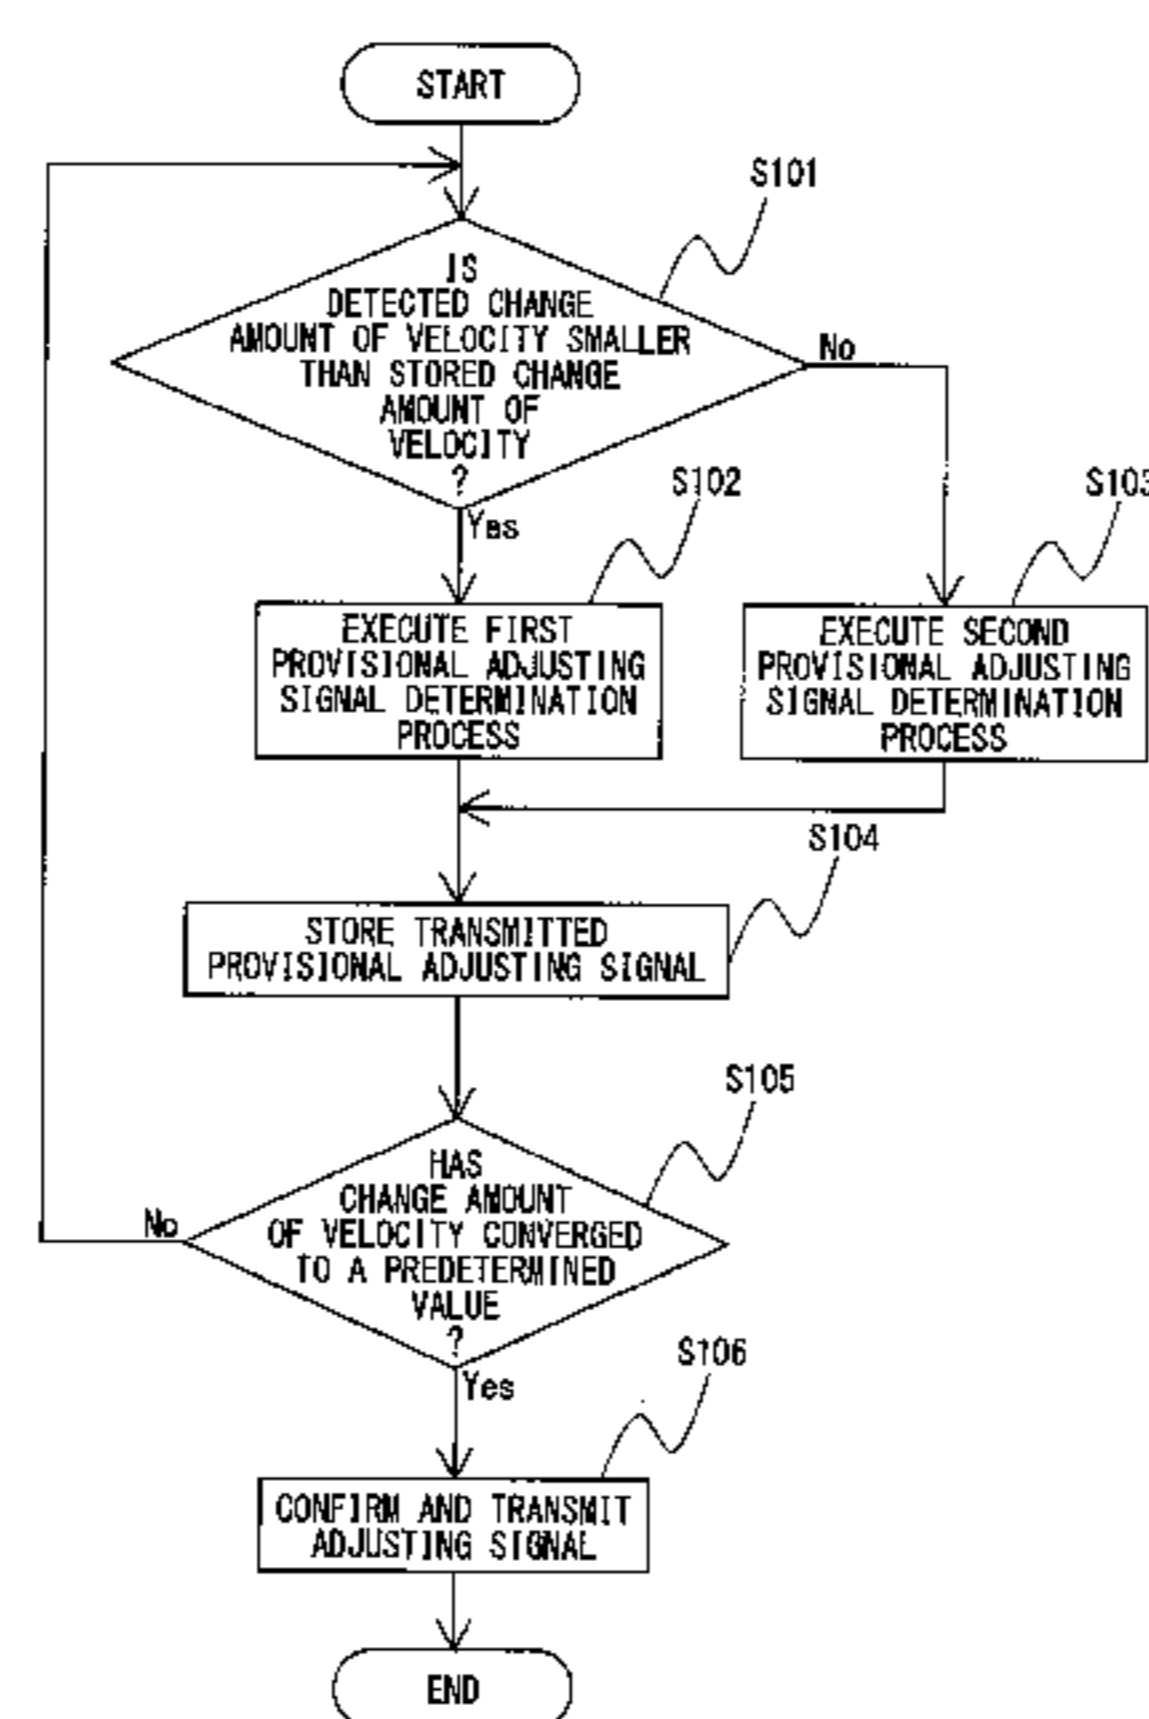 START
S101
IS
DETECTED CHANGE
AMOUNT OF VELOCITY SMALLER
THAN STORED CHANGE
AMOUNT OF
VELOCITY
?
No
Yes
S102
S103
EXECUTE FIRST
PROVISIONAL ADJUSTING
SIGNAL DETERMINATION
PROCESS
EXECUTE SECOND
PROVISIONAL ADJUSTING
SIGNAL DETERMINATION
PROCESS
S104
STORE TRANSMITTED
PROVISIONAL ADJUSTING SIGNAL
S105
HAS
CHANGE AMOUNT
OF VELOCITY CONVERGED
TO A PREDETERMINED
VALUE
?
No
Yes
S106
CONFIRM AND TRANSMIT
ADJUSTING SIGNAL
END